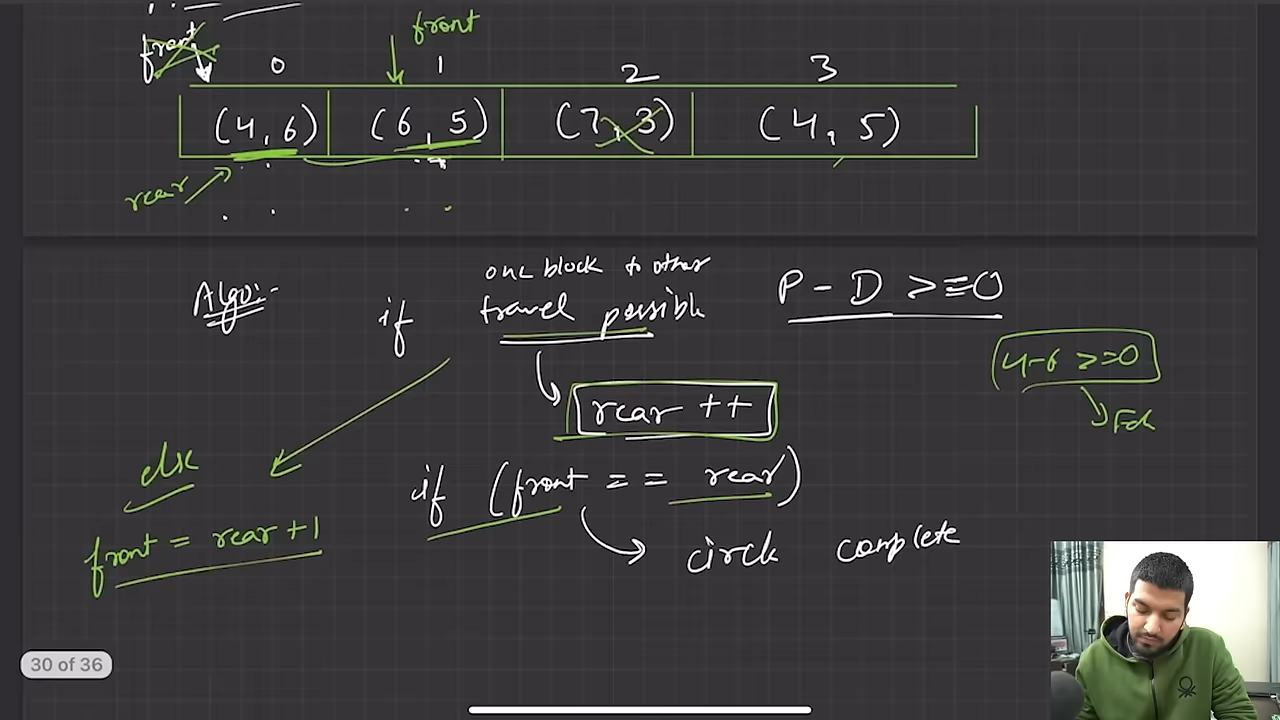 front
front
0 1 2 3
(4, 6) (6, 5) (7, 3) (4, 5)
rear
Algo:-
one block to other
if travel possible
P - D >= 0
4-6 >=0
rear ++
else
if (front == rear)
front = rear + 1
circle complete
30 of 36